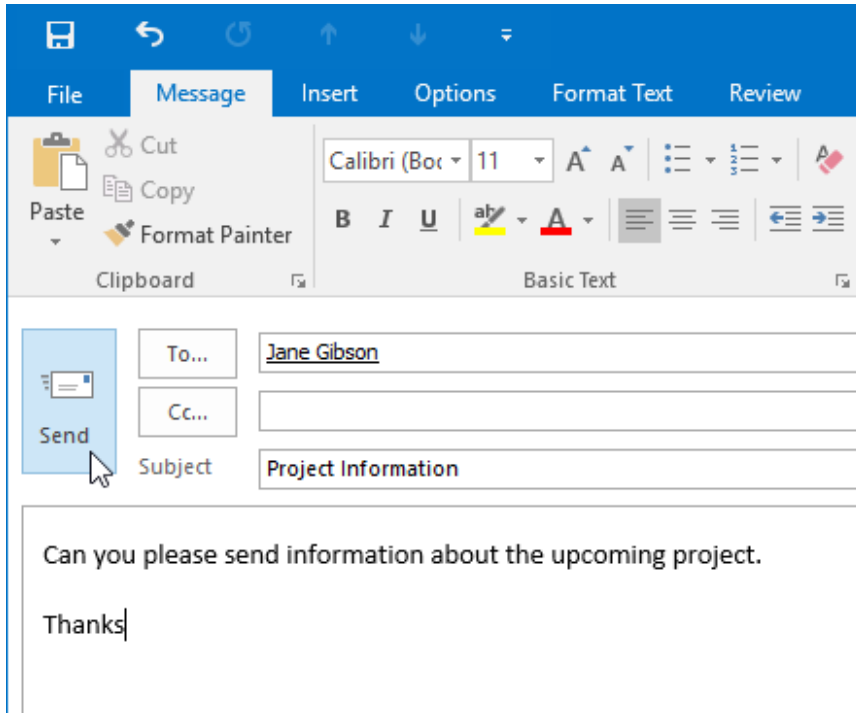 File Message Insert Options Format Text Review
Cut
Calibri (Boc 11
Copy
Paste
Format Painter
B I U aby A
Clipboard Basic Text
To... Jane Gibson
Cc...
Send
Subject Project Information
Can you please send information about the upcoming project.
Thanks